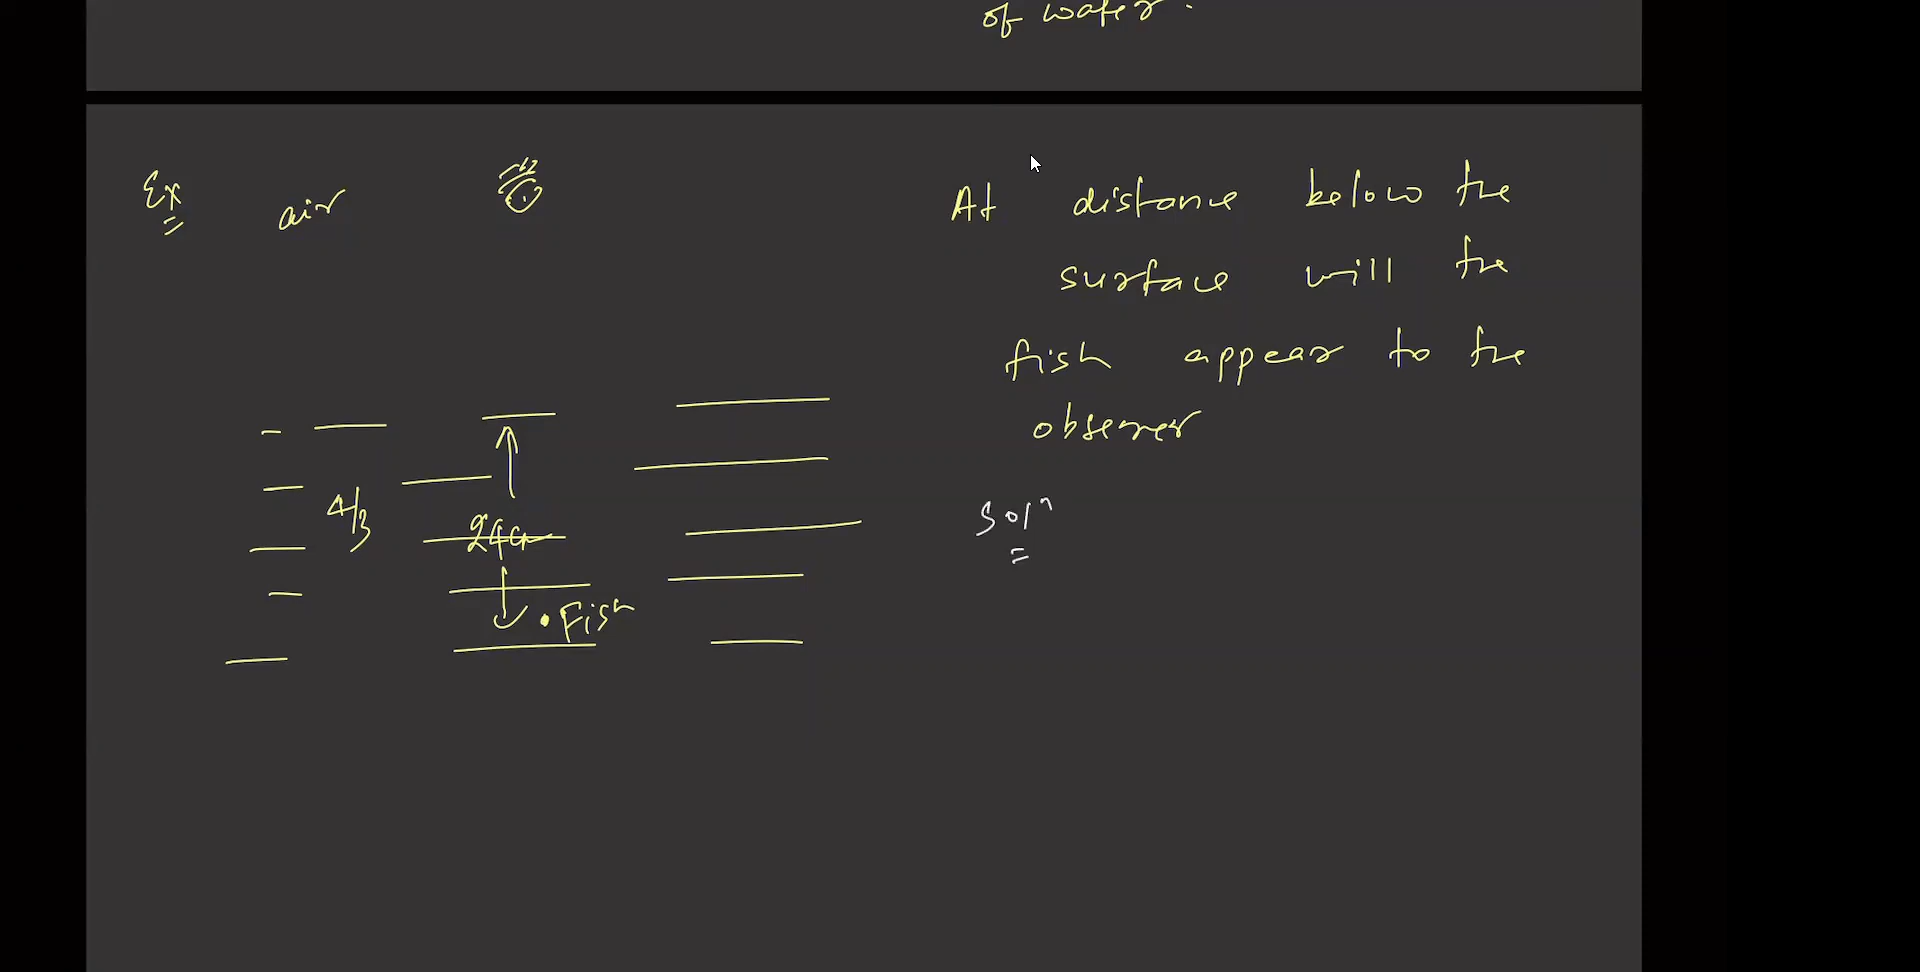 of water.
Ex air
At distance below the
surface will the
fish appear to the
observer
4/3
24cm
Soln
Fish